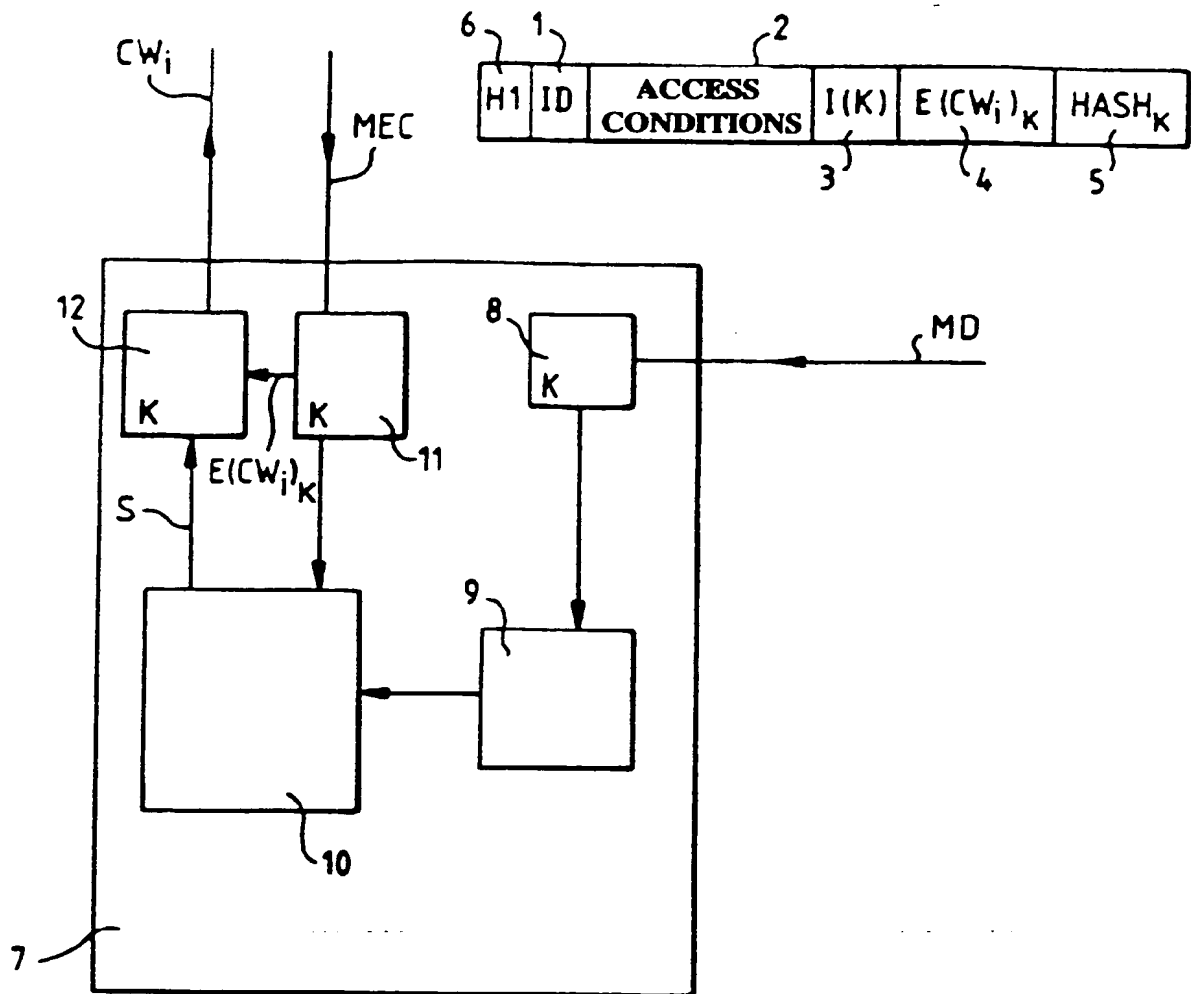 6 1 2
H1 ID ACCESS CONDITIONS I(K) E(CWi)K HASHK
3 4 5
CWi
MEC
12
K
K
11
E(CWi)K
8
K
MD
S
9
10
7